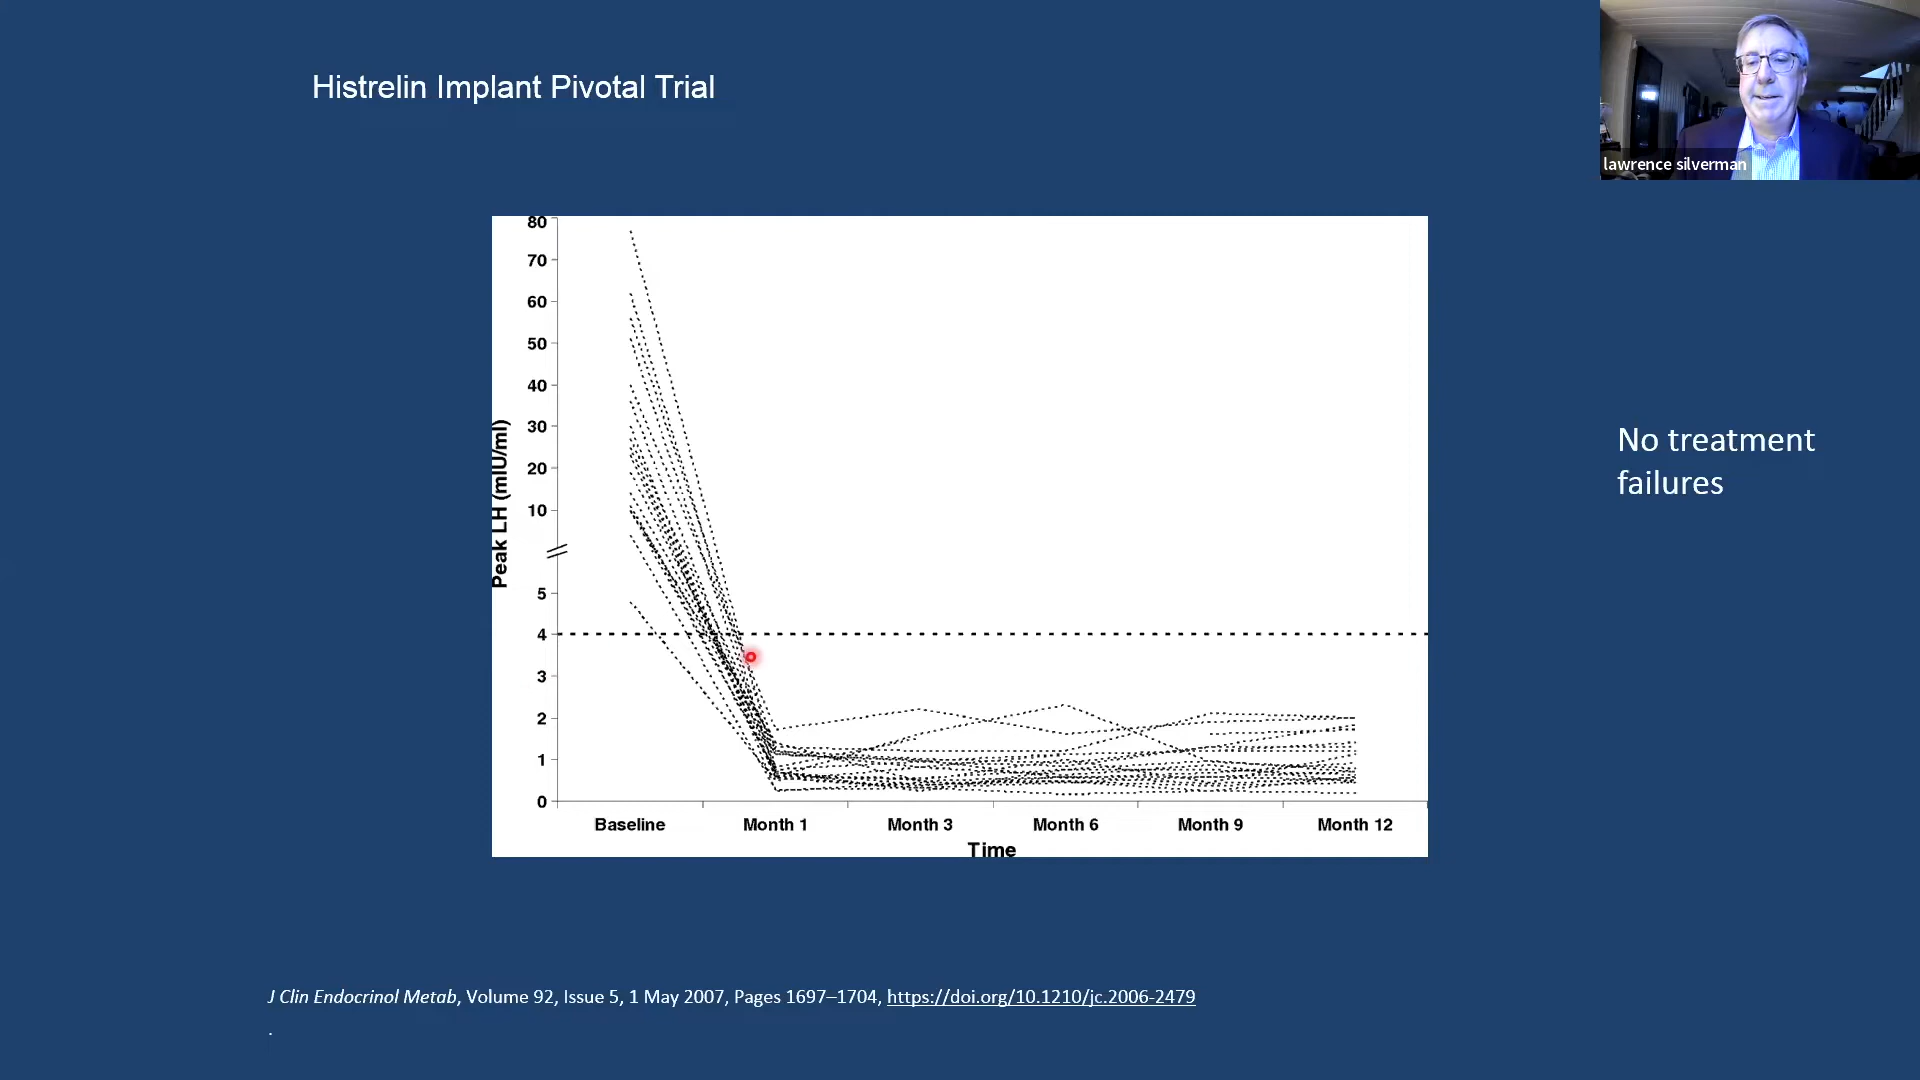 Histrelin Implant Pivotal Trial
lawrence silverman
80
70
60
50
40
30
20
10
5
4
3
2
1
0
Peak LH (mIU/ml)
Baseline Month 1 Month 3 Month 6 Month 9 Month 12
Time
No treatment
failures
J Clin Endocrinol Metab, Volume 92, Issue 5, 1 May 2007, Pages 1697–1704, https://doi.org/10.1210/jc.2006-2479
.